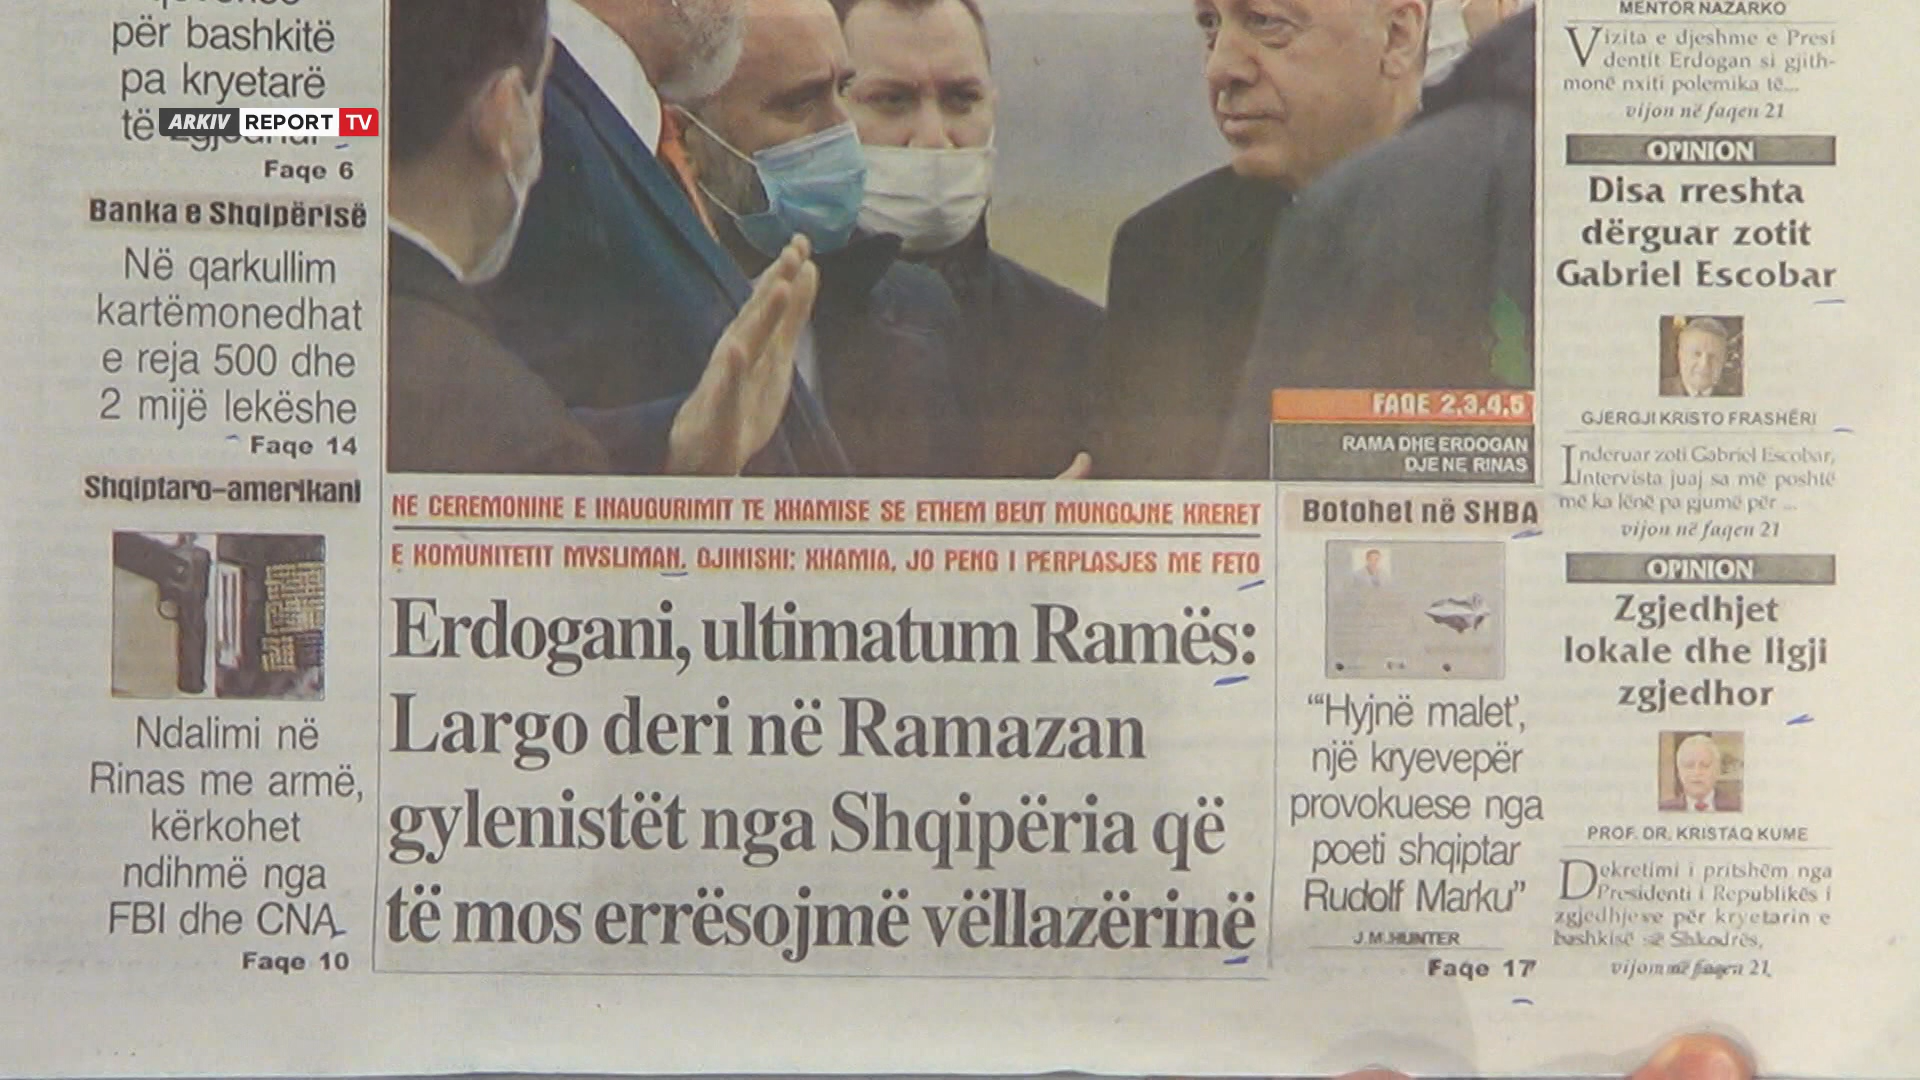 për bashkitë
pa kryetarë
të zgjedhur
Faqe 6
ARKIV REPORT TV
Banka e Shqipërisë
Në qarkullim
kartëmonedhat
e reja 500 dhe
2 mijë lekëshe
Faqe 14
Shqiptaro-amerikani
Ndalimi në
Rinas me armë,
kërkohet
ndihmë nga
FBI dhe CNA
Faqe 10
FAQE 2,3,4,5
RAMA DHE ERDOGAN
DJE NE RINAS
NE CEREMONINE E INAUGURIMIT TE XHAMISE SE ETHEM BEUT MUNGOJNE KRERET
E KOMUNITETIT MYSLIMAN. GJINISHI: XHAMIA, JO PENG I PERPLASJES ME FETO
Erdogani, ultimatum Ramës:
Largo deri në Ramazan
gylenistët nga Shqipëria që
të mos errësojmë vëllazërinë
Botohet në SHBA
“‘Hyjnë malet’,
një kryevepër
provokuese nga
poeti shqiptar
Rudolf Marku”
J.M.HUNTER
Faqe 17
MENTOR NAZARKO
Vizita e djeshme e Presi
dentit Erdogan si gjith-
monë nxiti polemika të...
vijon në faqen 21
OPINION
Disa rreshta
dërguar zotit
Gabriel Escobar
GJERGJI KRISTO FRASHËRI
Inderuar zoti Gabriel Escobar,
Intervista juaj sa më poshtë
më ka lënë pa gjumë për ...
vijon në faqen 21
OPINION
Zgjedhjet
lokale dhe ligji
zgjedhor
PROF. DR. KRISTAQ KUME
Dekretimi i pritshëm nga
Presidenti i Republikës i
zgjedhjeve për kryetarin e
bashkisë së Shkodrës,
vijon në faqen 21